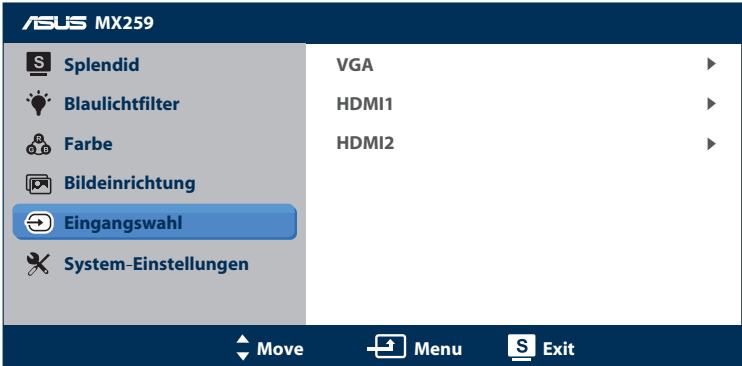 ASUS MX259
S Splendid
VGA
Blaulichtfilter
HDMI1
R G B Farbe
HDMI2
Bildeinrichtung
Eingangswahl
System-Einstellungen
Move Menu S Exit